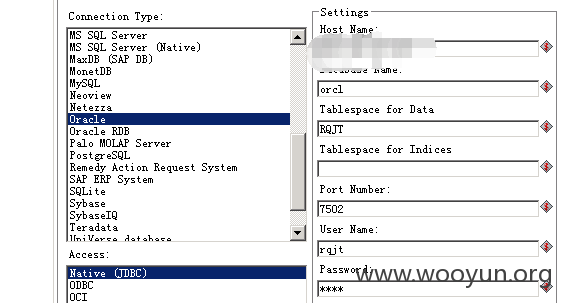 Connection Type:
MS SQL Server
MS SQL Server (Native)
MaxDB (SAP DB)
MonetDB
MySQL
Neoview
Netezza
Oracle
Oracle RDB
Palo MOLAP Server
PostgreSQL
Remedy Action Request System
SAP ERP System
SQLite
Sybase
SybaseIQ
Teradata
UniVerse database
Access:
Native (JDBC)
ODBC
OCI
Settings
Host Name:
Database Name:
orcl
Tablespace for Data
RQJT
Tablespace for Indices
Port Number:
7502
User Name:
rqjt
Password:
****
www.wooyun.org